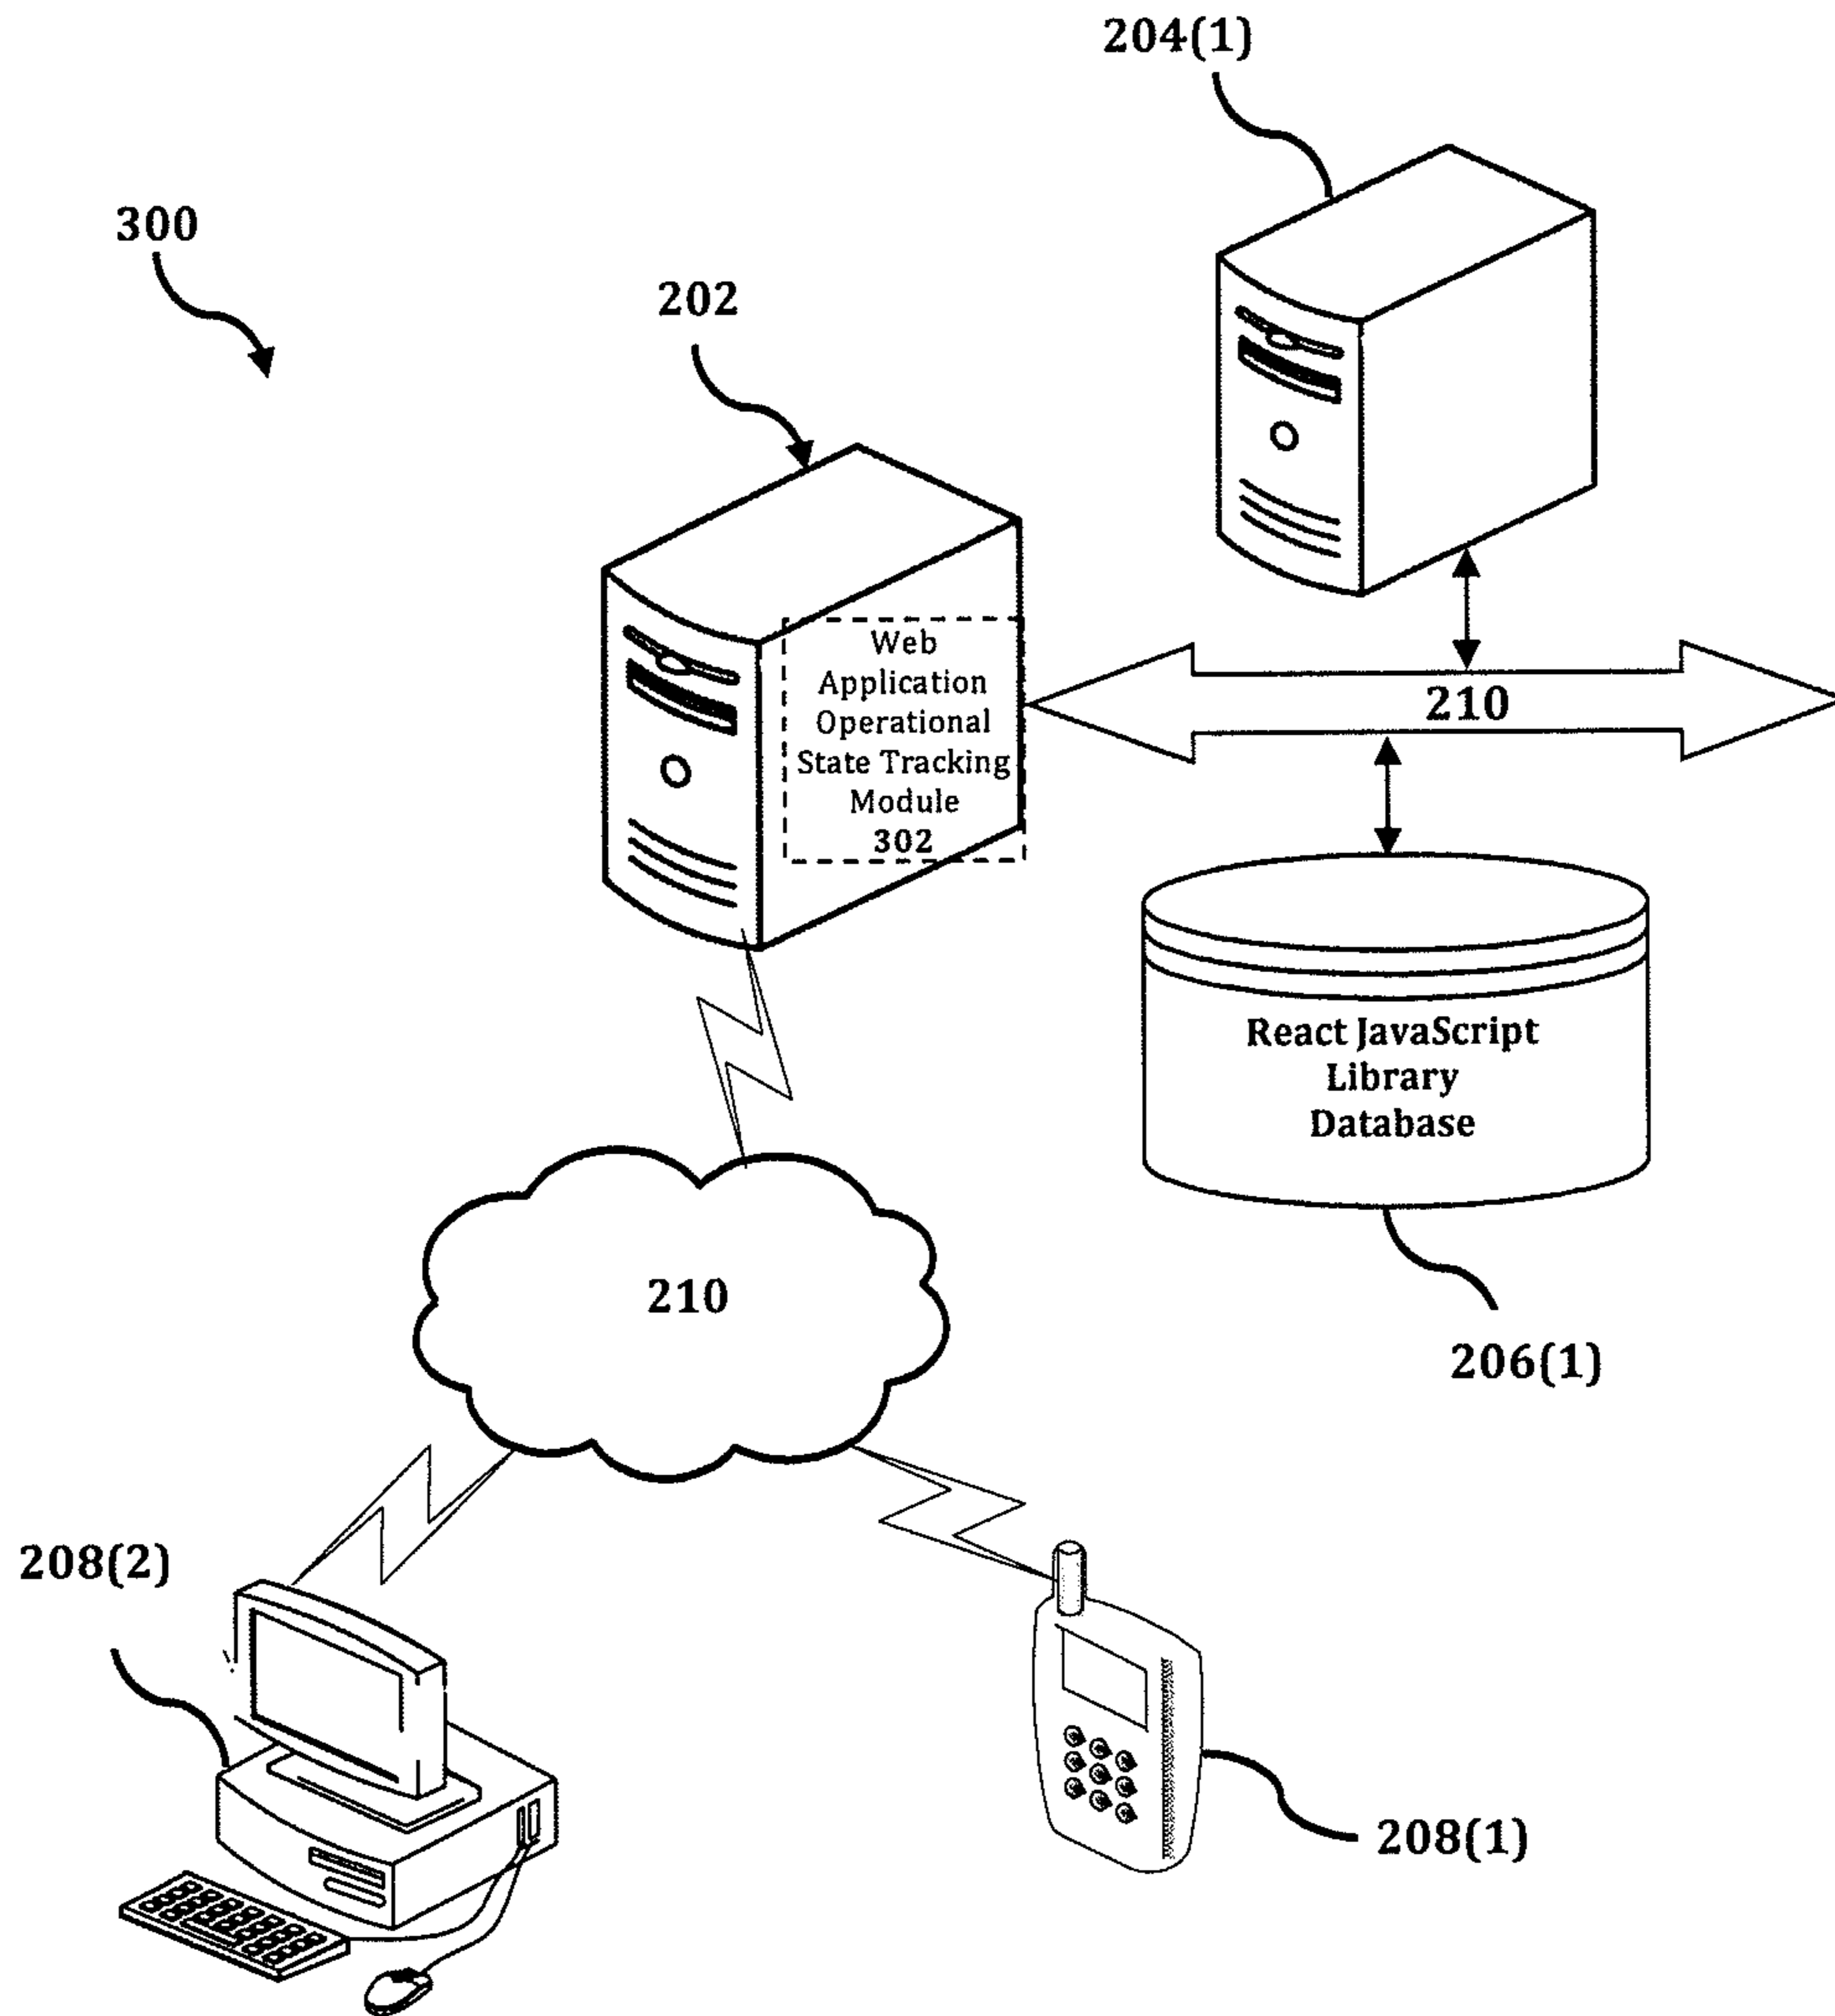 204(1)
300
202
Web
Application
Operational
State Tracking
Module
302
210
React JavaScript
Library
Database
210
206(1)
208(2)
208(1)